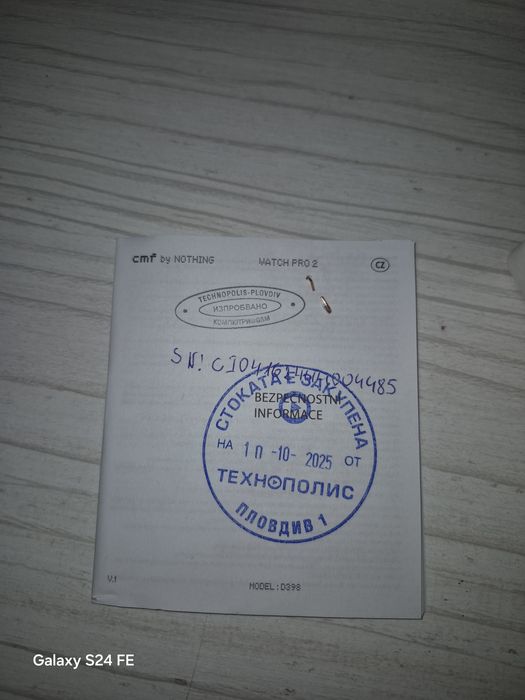 cmf by NOTHING WATCH PRO 2 CZ
TECHNOPOLIS-PLOVDIV
ИЗПРОБВАНО
SN:
СТОКАТА Е ЗАКУПЕНА
BEZPEČNOSTNÍ
INFORMACE
НА 10 -10- 2025 ОТ
ТЕХНОПОЛИС
ПЛОВДИВ 1
V.1
MODEL:D398
Galaxy S24 FE